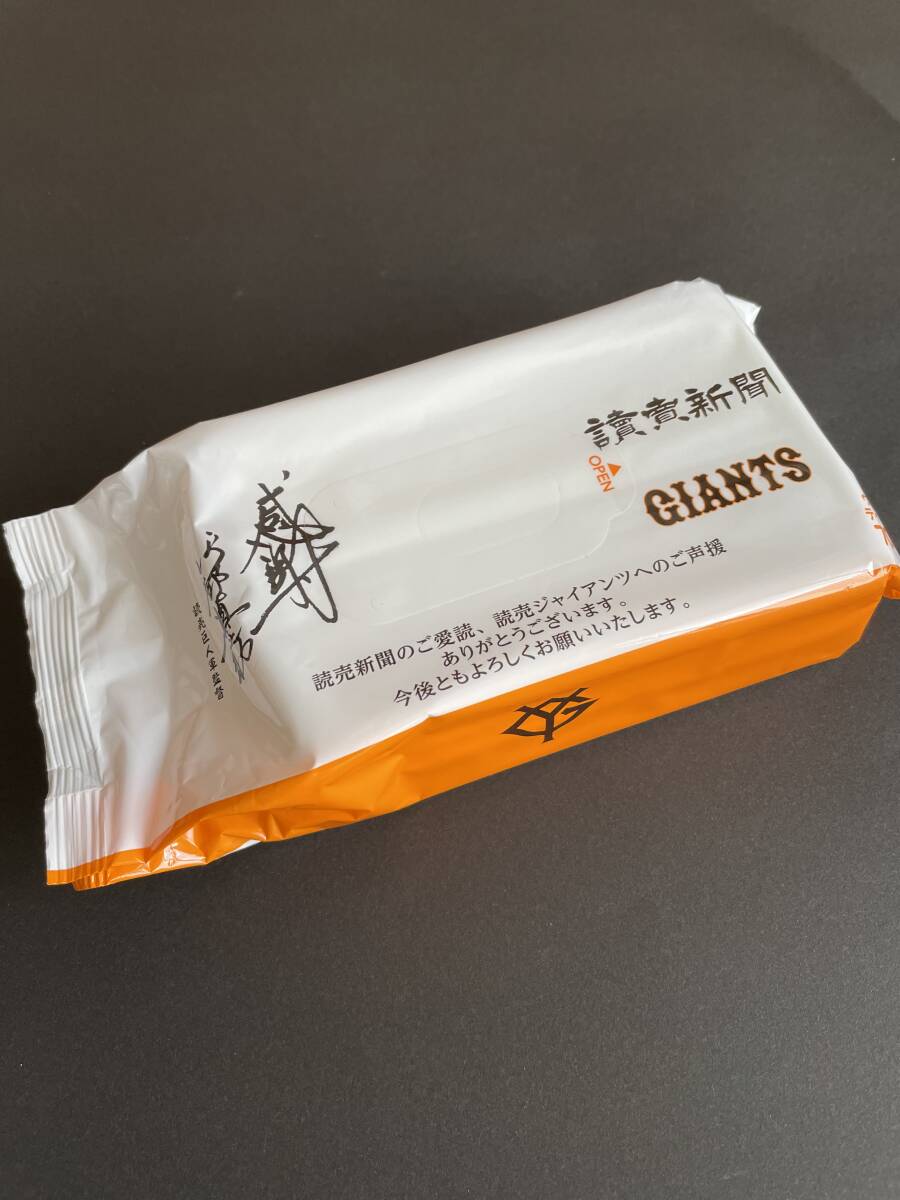 讀賣新聞
GIANTS
OPEN
感謝
読売巨人軍監督
読売新聞のご愛読、読売ジャイアンツへのご声援
ありがとうございます。
今後ともよろしくお願いいたします。